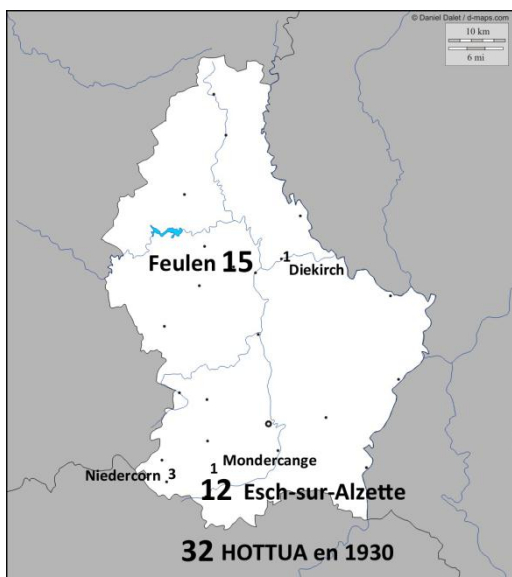 © Daniel Dalet / d-maps.com
10 km
6 mi
Feulen 15
1
Diekirch
Mondercange
Niedercorn 3
1
12 Esch-sur-Alzette
32 HOTTUA en 1930